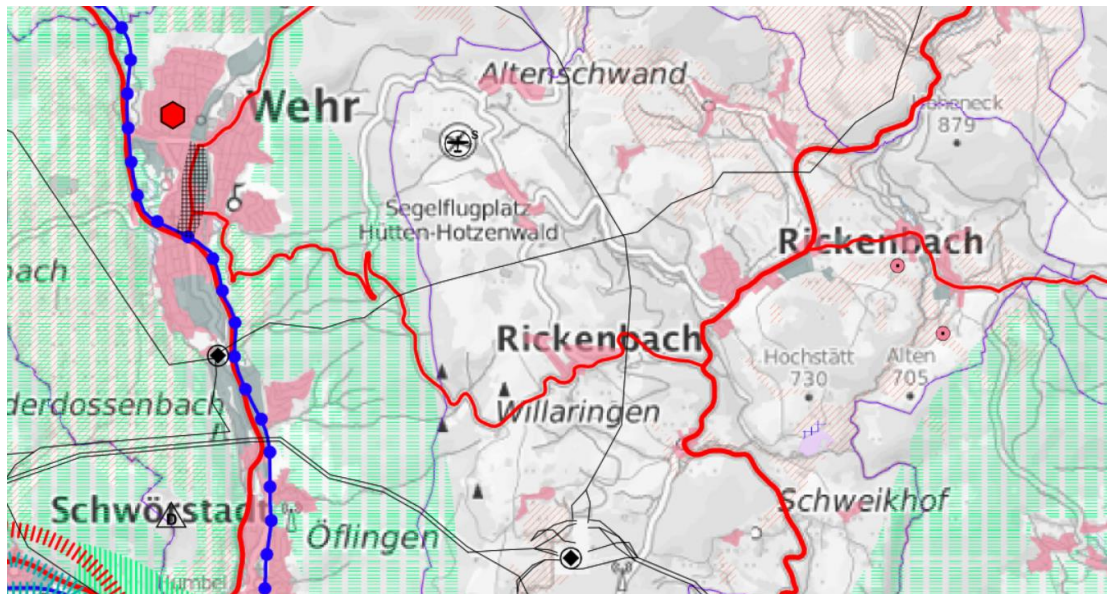 Altenschwand
Wehr
Hoheneck
879
S
Segelflugplatz
Hütten-Hotzenwald
Rickenbach
bach
Rickenbach
Hochstätt
730
Alten
705
derdossenbach
Willaringen
Schwörstadt
D
Schweikhof
Öflingen
Humbel